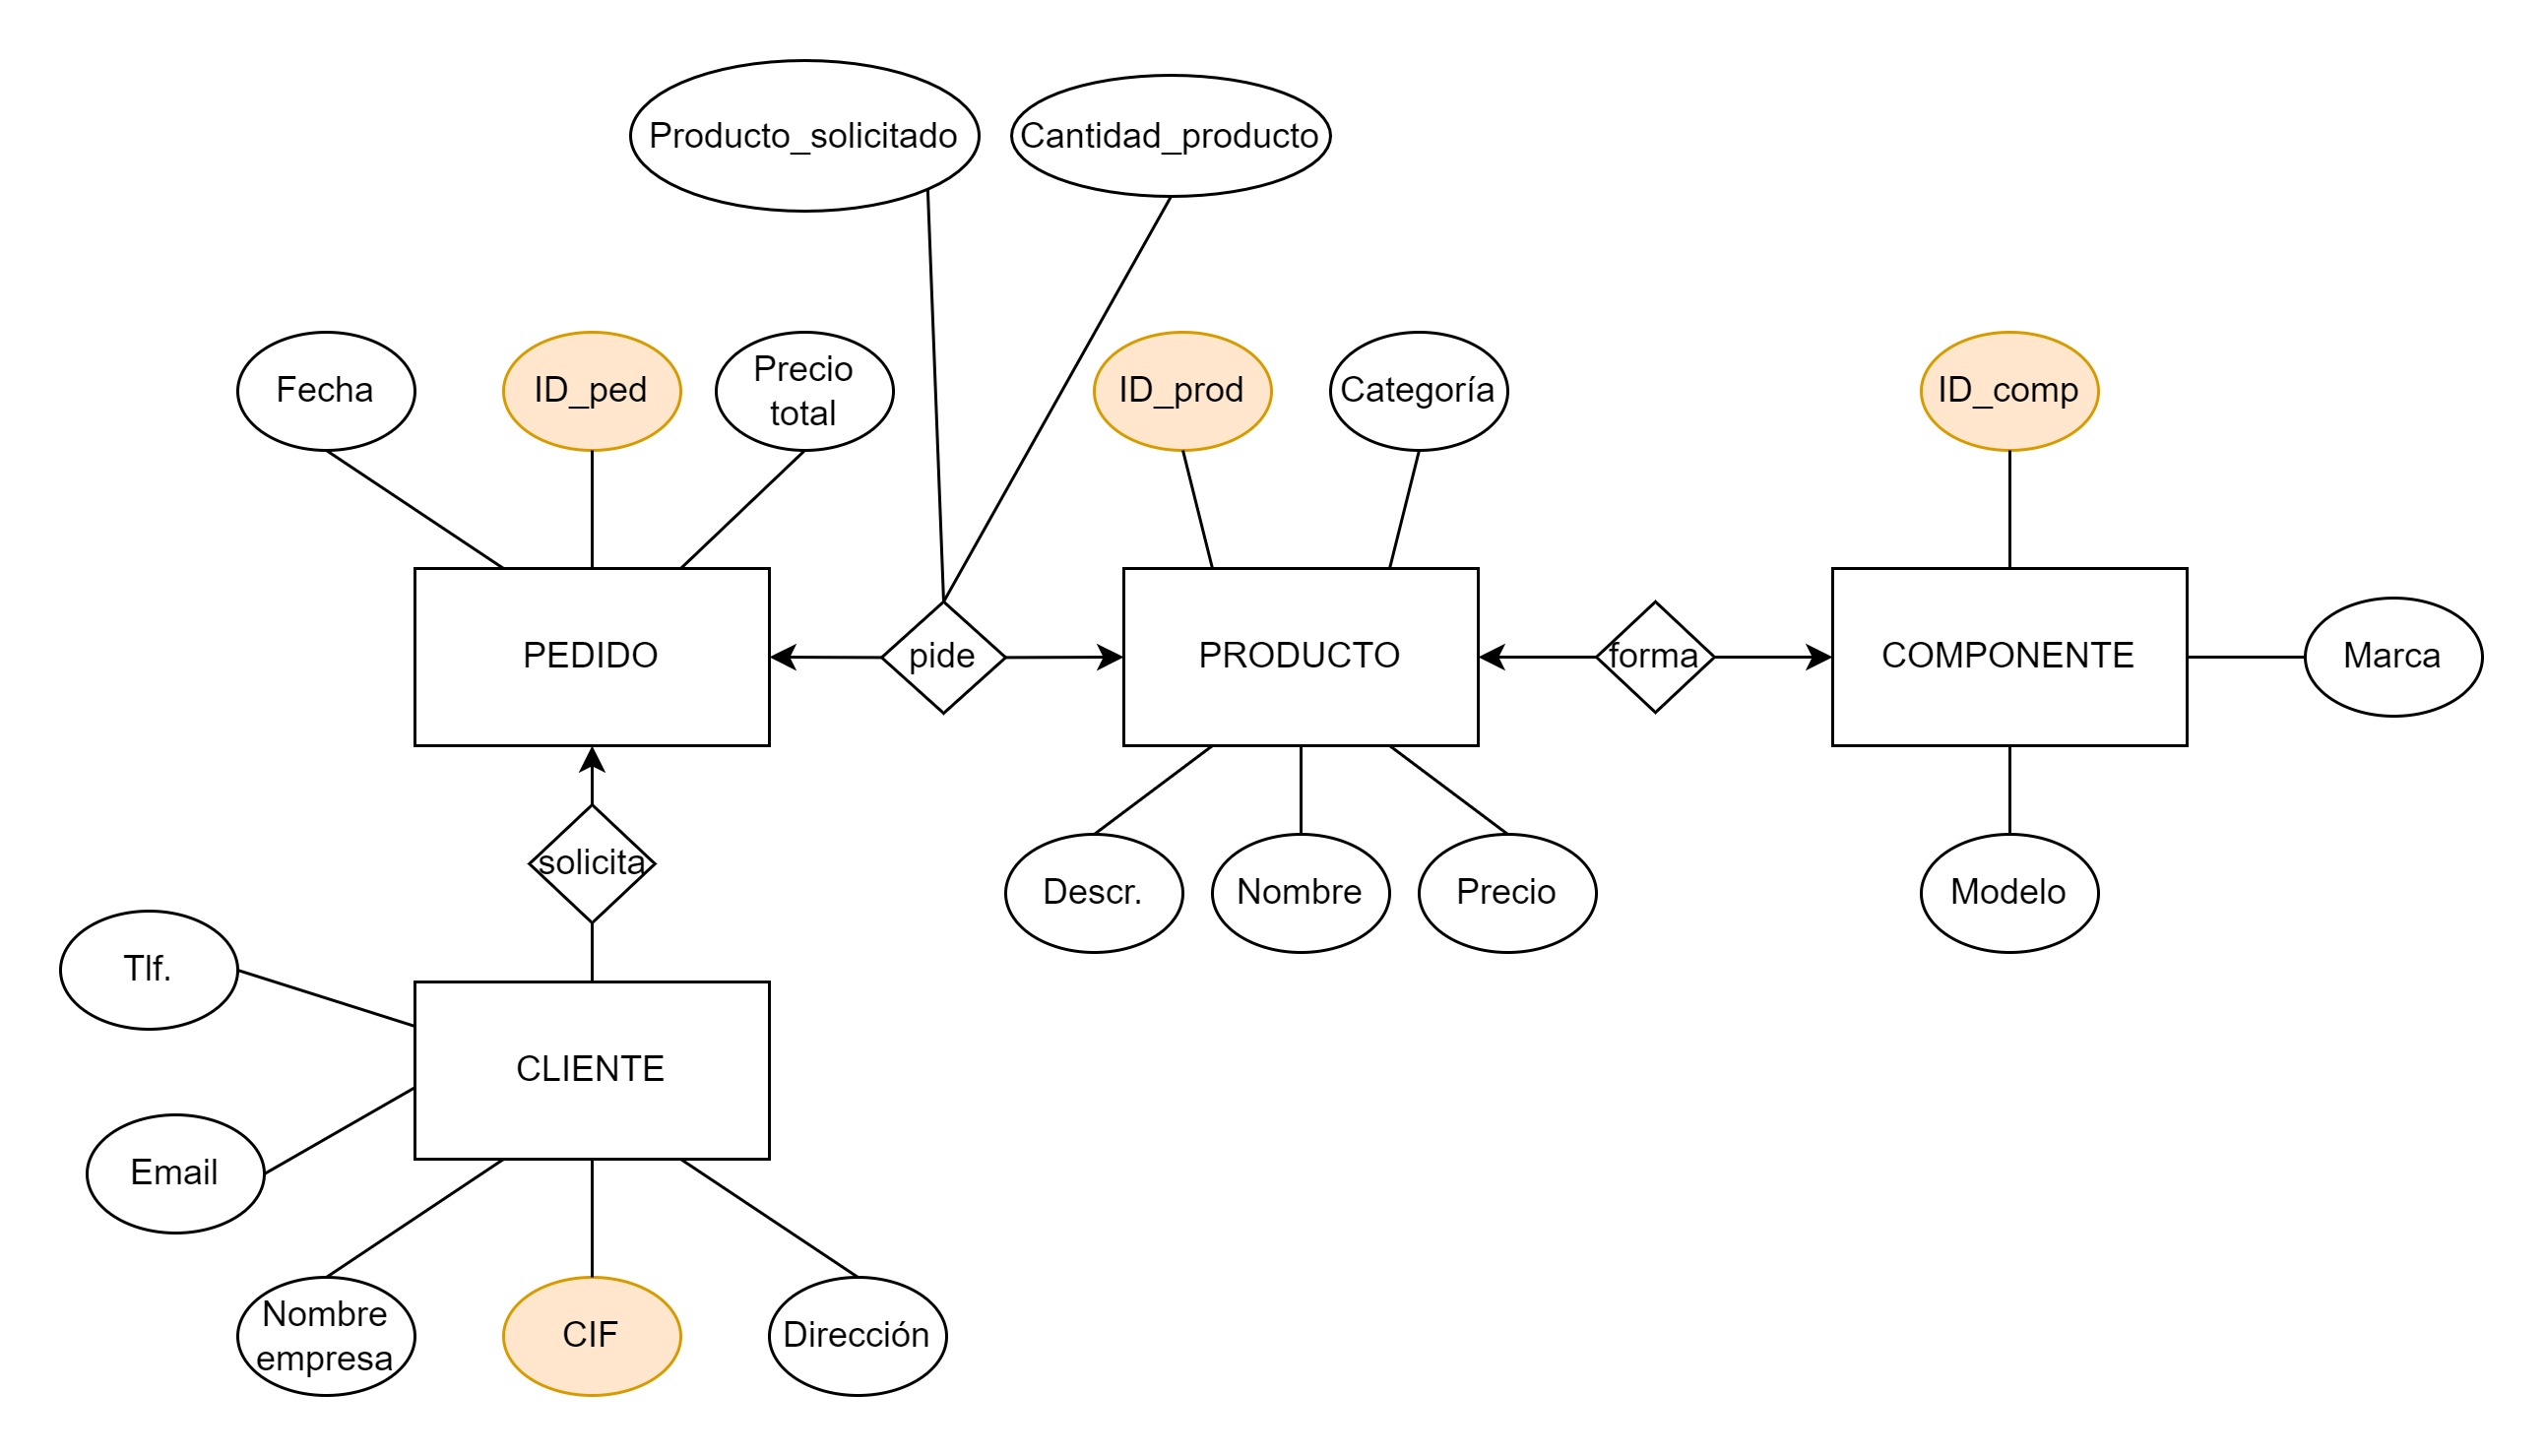 Producto_solicitado
Cantidad_producto
Fecha
ID_ped
Precio
total
ID_prod
Categoría
ID_comp
PEDIDO
pide
PRODUCTO
forma
COMPONENTE
Marca
solicita
Descr.
Nombre
Precio
Modelo
Tlf.
CLIENTE
Email
Nombre
empresa
CIF
Dirección